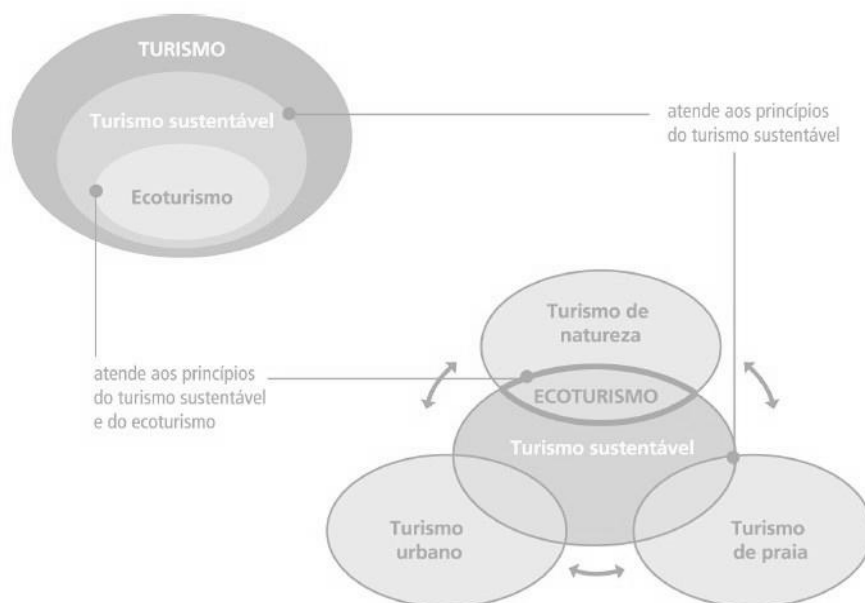 TURISMO
Turismo sustentável
Ecoturismo
atende aos princípios
do turismo sustentável
Turismo de
natureza
atende aos princípios
do turismo sustentável
e do ecoturismo
ECOTURISMO
Turismo sustentável
Turismo
urbano
Turismo
de praia